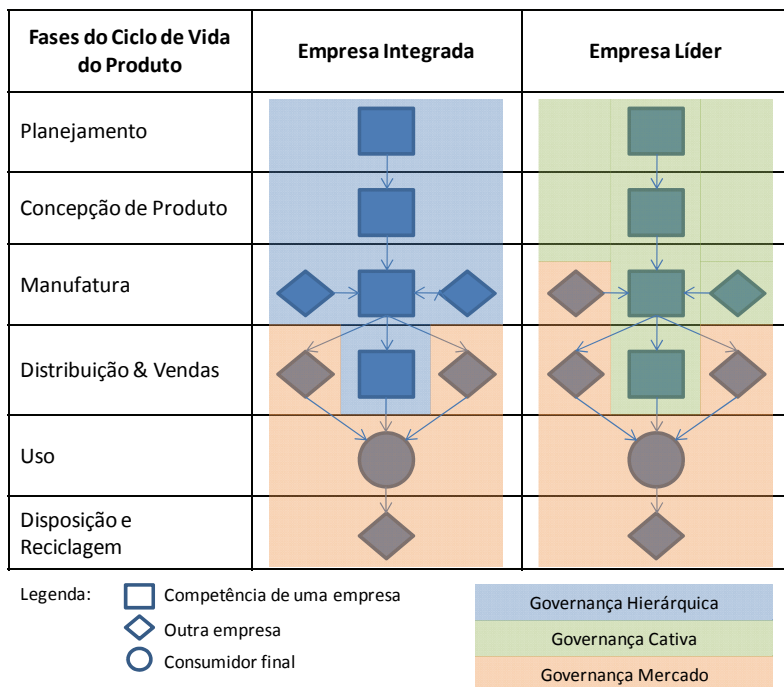 Fases do Ciclo de Vida
do Produto
Empresa Integrada
Empresa Líder
Planejamento
Concepção de Produto
Manufatura
Distribuição & Vendas
Uso
Disposição e
Reciclagem
Legenda:
Competência de uma empresa
Outra empresa
Consumidor final
Governança Hierárquica
Governança Cativa
Governança Mercado